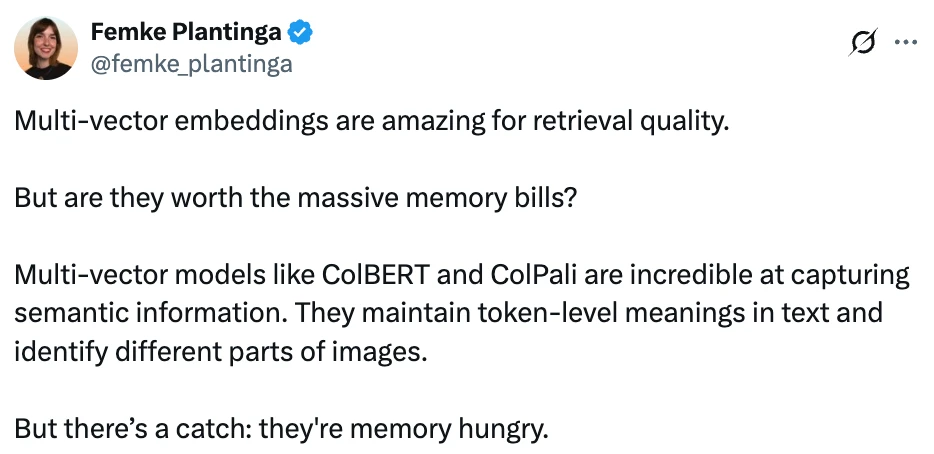 Femke Plantinga
@femke_plantinga
Multi-vector embeddings are amazing for retrieval quality.
But are they worth the massive memory bills?
Multi-vector models like ColBERT and ColPali are incredible at capturing
semantic information. They maintain token-level meanings in text and
identify different parts of images.
But there’s a catch: they're memory hungry.